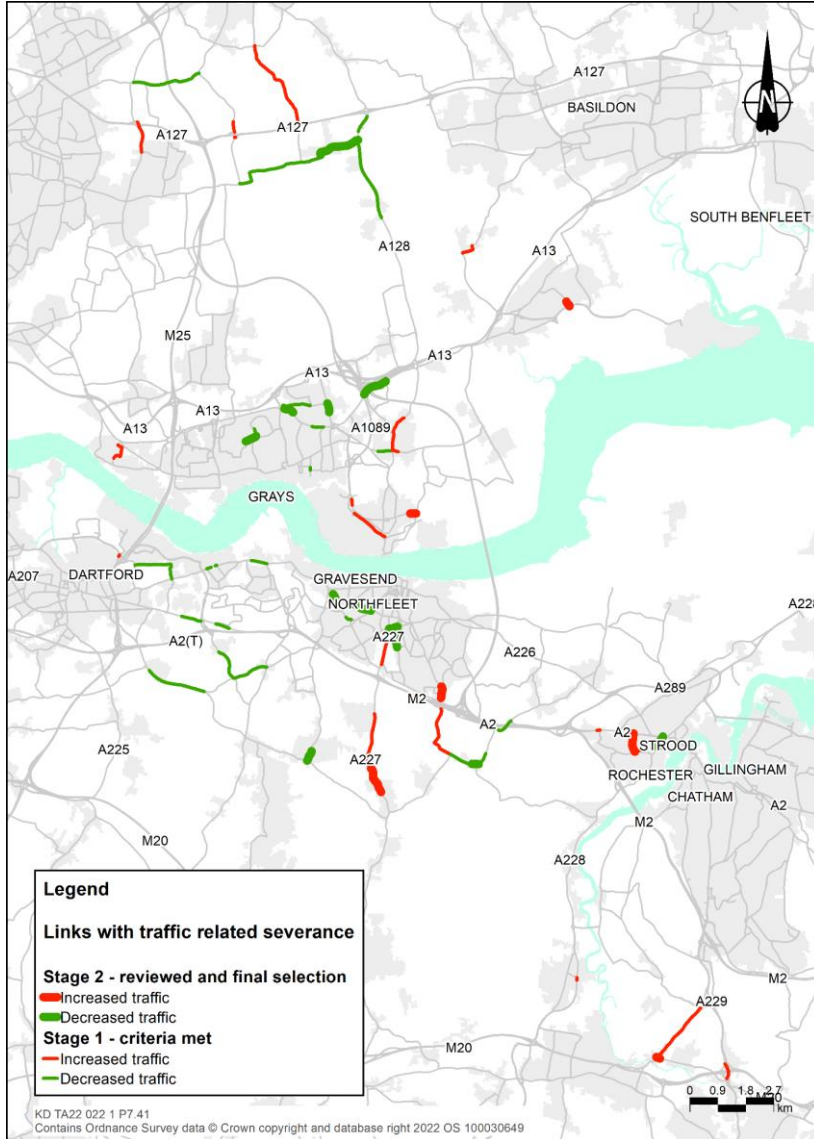 N
A127
BASILDON
A127
A127
SOUTH BENFLEET
A128
A13
M25
A13
A13
A13
A13
A1089
GRAYS
A207
DARTFORD
GRAVESEND
NORTHFLEET
A228
A227
A2(T)
A226
A289
M2
A2
A2
STROOD
A225
A227
ROCHESTER
GILLINGHAM
CHATHAM
A2
M2
M20
A228
M2
A229
M20
M20
Legend
Links with traffic related severance
Stage 2 - reviewed and final selection
Increased traffic
Decreased traffic
Stage 1 - criteria met
Increased traffic
Decreased traffic
0 0.9 1.8 2.7
km
KD TA22 022 1 P7.41
Contains Ordnance Survey data © Crown copyright and database right 2022 OS 100030649